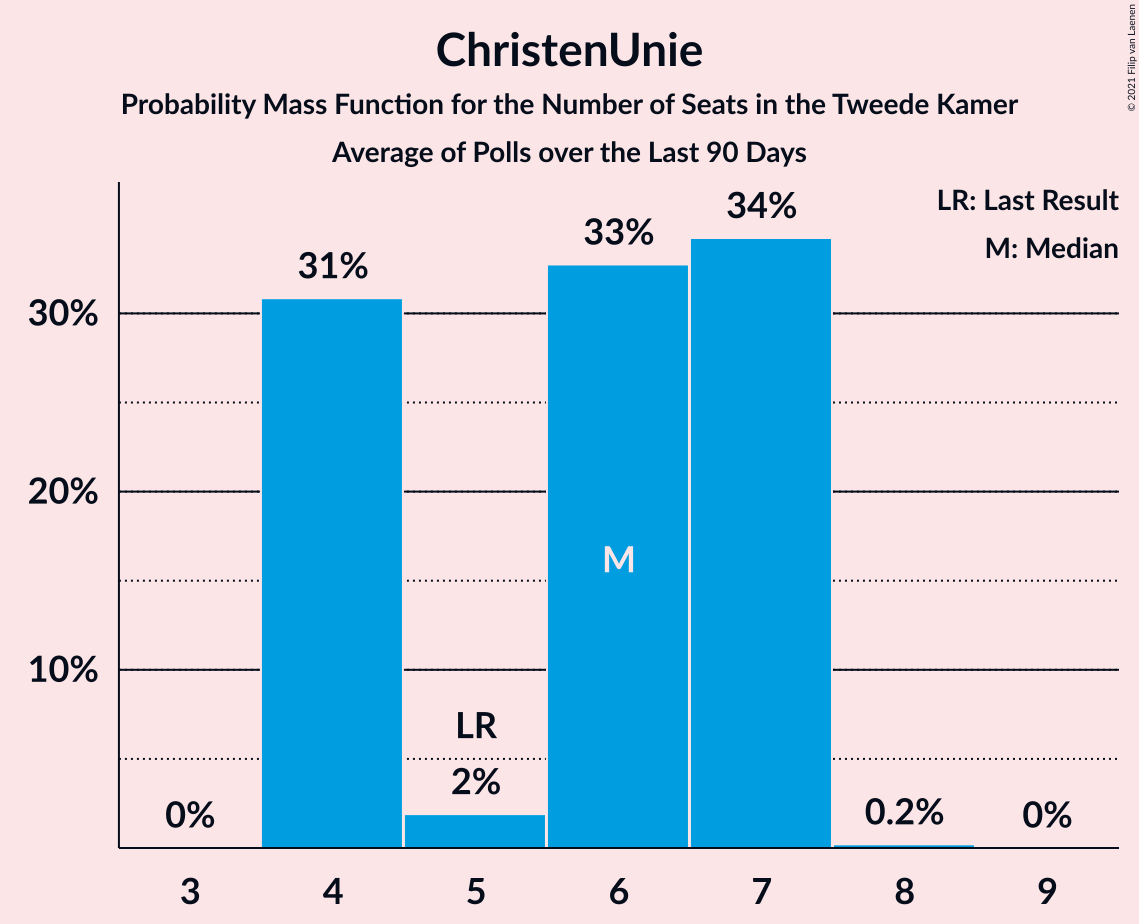 ChristenUnie
Probability Mass Function for the Number of Seats in the Tweede Kamer
Average of Polls over the Last 90 Days
© 2021 Filip van Laenen
LR: Last Result
M: Median
34%
33%
31%
30%
20%
M
10%
LR
2%
0%
0.2%
0%
3 4 5 6 7 8 9